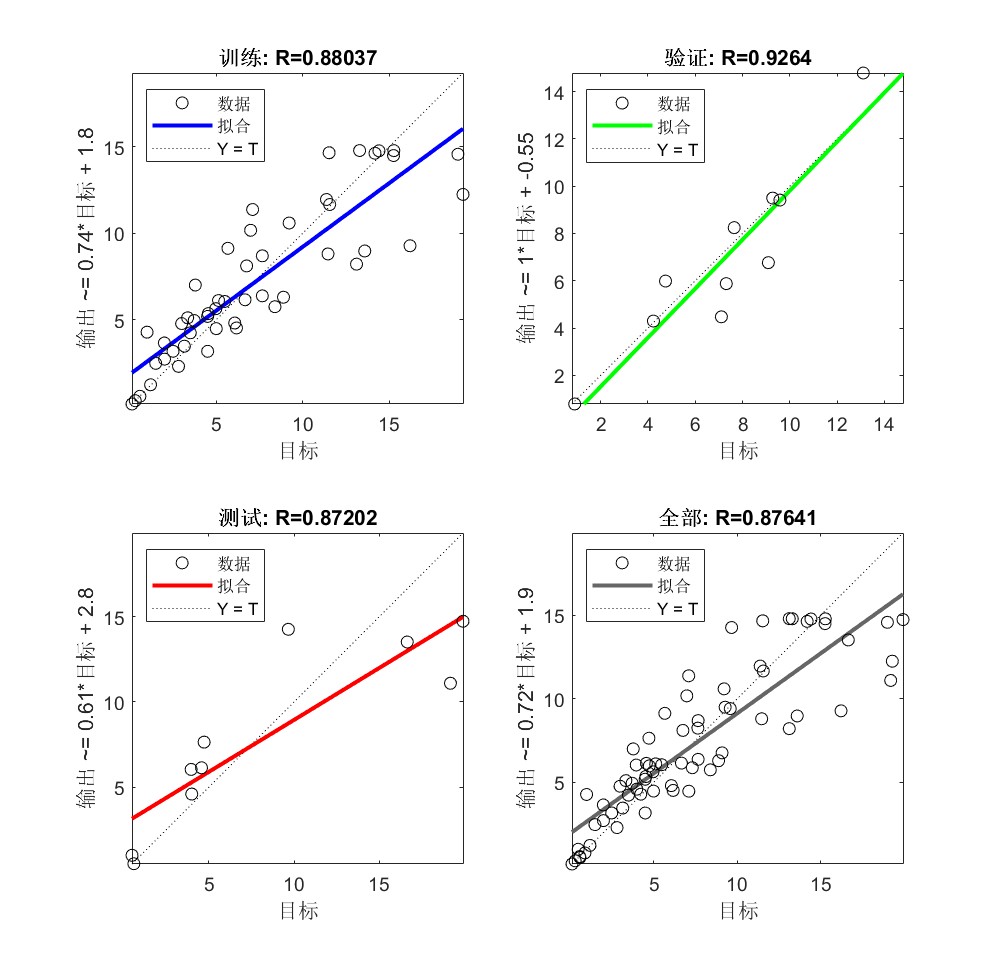 训练: R=0.88037
数据
拟合
Y = T
输出 ~= 0.74*目标 + 1.8
15
10
5
5 10 15
目标
验证: R=0.9264
数据
拟合
Y = T
输出 ~= 1*目标 + -0.55
14
12
10
8
6
4
2
2 4 6 8 10 12 14
目标
测试: R=0.87202
数据
拟合
Y = T
输出 ~= 0.61*目标 + 2.8
15
10
5
5 10 15
目标
全部: R=0.87641
数据
拟合
Y = T
输出 ~= 0.72*目标 + 1.9
15
10
5
5 10 15
目标